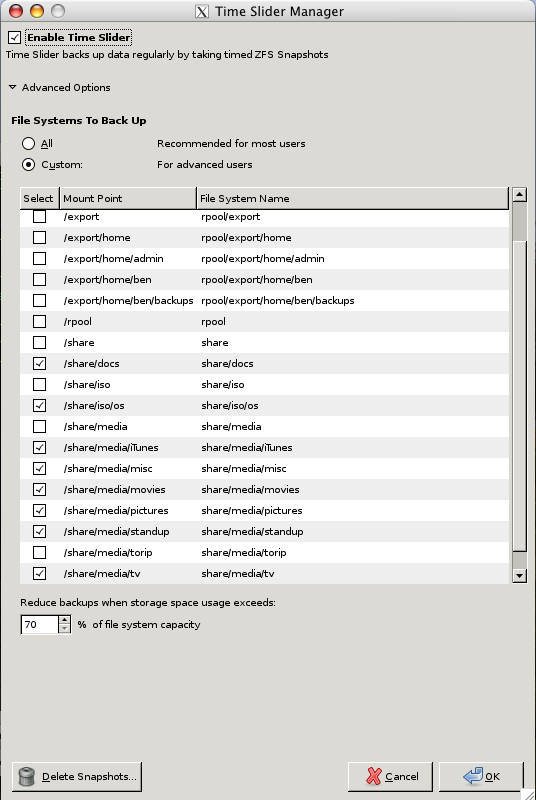 Time Slider Manager
Enable Time Slider
Time Slider backs up data regularly by taking timed ZFS Snapshots
Advanced Options
File Systems To Back Up
All Recommended for most users
Custom: For advanced users
Select Mount Point File System Name
/export rpool/export
/export/home rpool/export/home
/export/home/admin rpool/export/home/admin
/export/home/ben rpool/export/home/ben
/export/home/ben/backups rpool/export/home/ben/backups
/rpool rpool
/share share
/share/docs share/docs
/share/iso share/iso
/share/iso/os share/iso/os
/share/media share/media
/share/media/iTunes share/media/iTunes
/share/media/misc share/media/misc
/share/media/movies share/media/movies
/share/media/pictures share/media/pictures
/share/media/standup share/media/standup
/share/media/torip share/media/torip
/share/media/tv share/media/tv
Reduce backups when storage space usage exceeds:
70 % of file system capacity
Delete Snapshots... Cancel OK